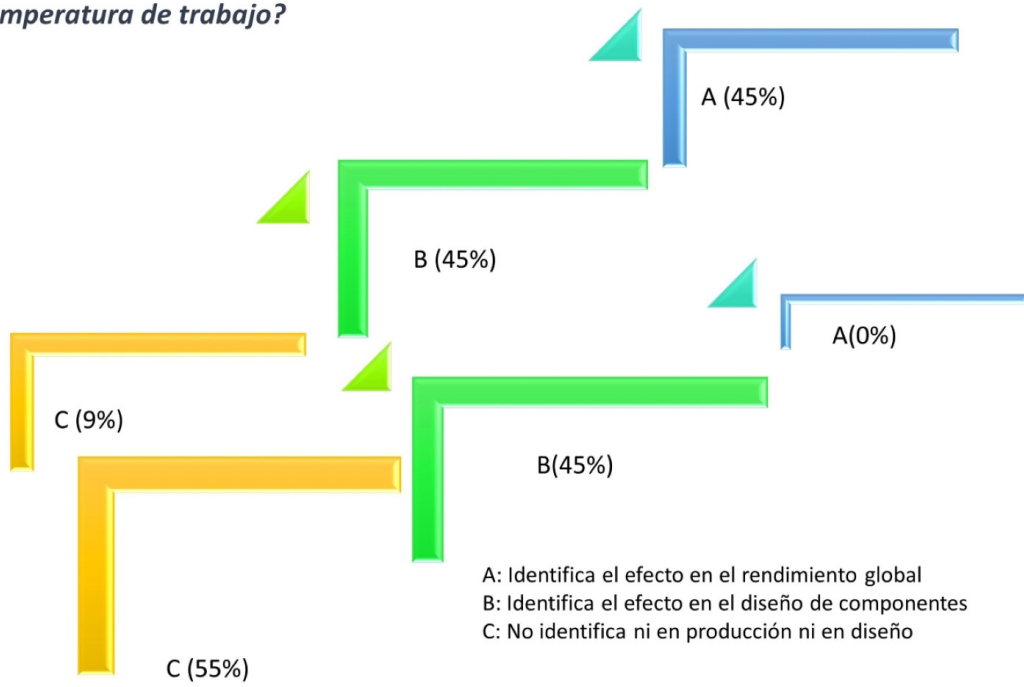 de trabajo?
A (45%)
B (45%)
A(0%)
C (9%)
B(45%)
A: Identifica el efecto en el rendimiento global
B: Identifica el efecto en el diseño de componentes
C: No identifica ni en producción ni en diseño
C (55%)